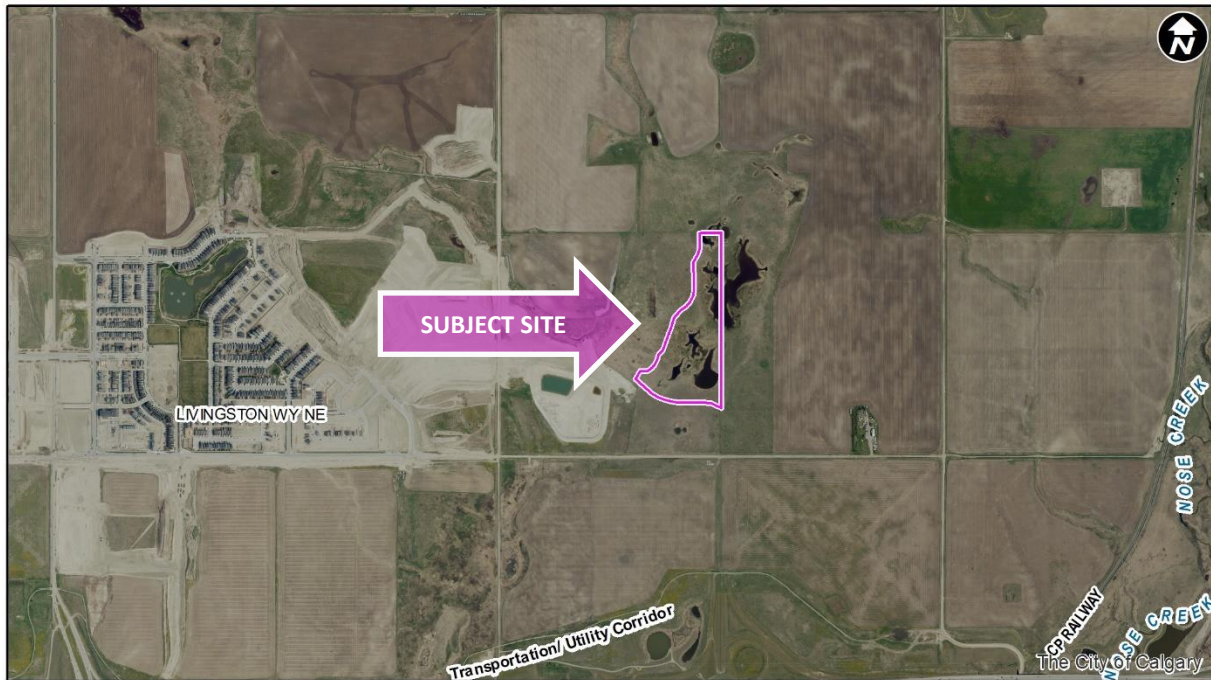 N
SUBJECT SITE
LIVINGSTON WY NE
NOSE CREEK
Transportation/ Utility Corridor
CP RAILWAY
NOSE CREEK
The City of Calgary